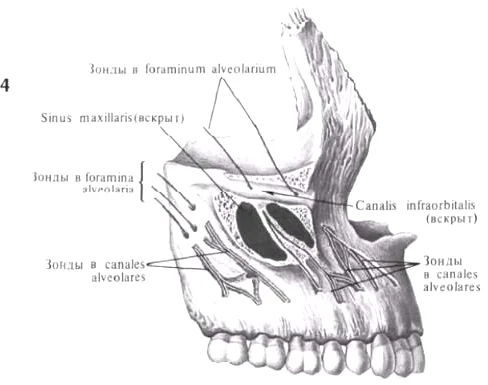 Зонды в foraminum alveolarium
4
Sinus maxillaris(вскрыт)
Зонды в foramina
alveolaria
Canalis infraorbitalis
(вскрыт)
Зонды в canales
alveolares
Зонды
в canales
alveolares